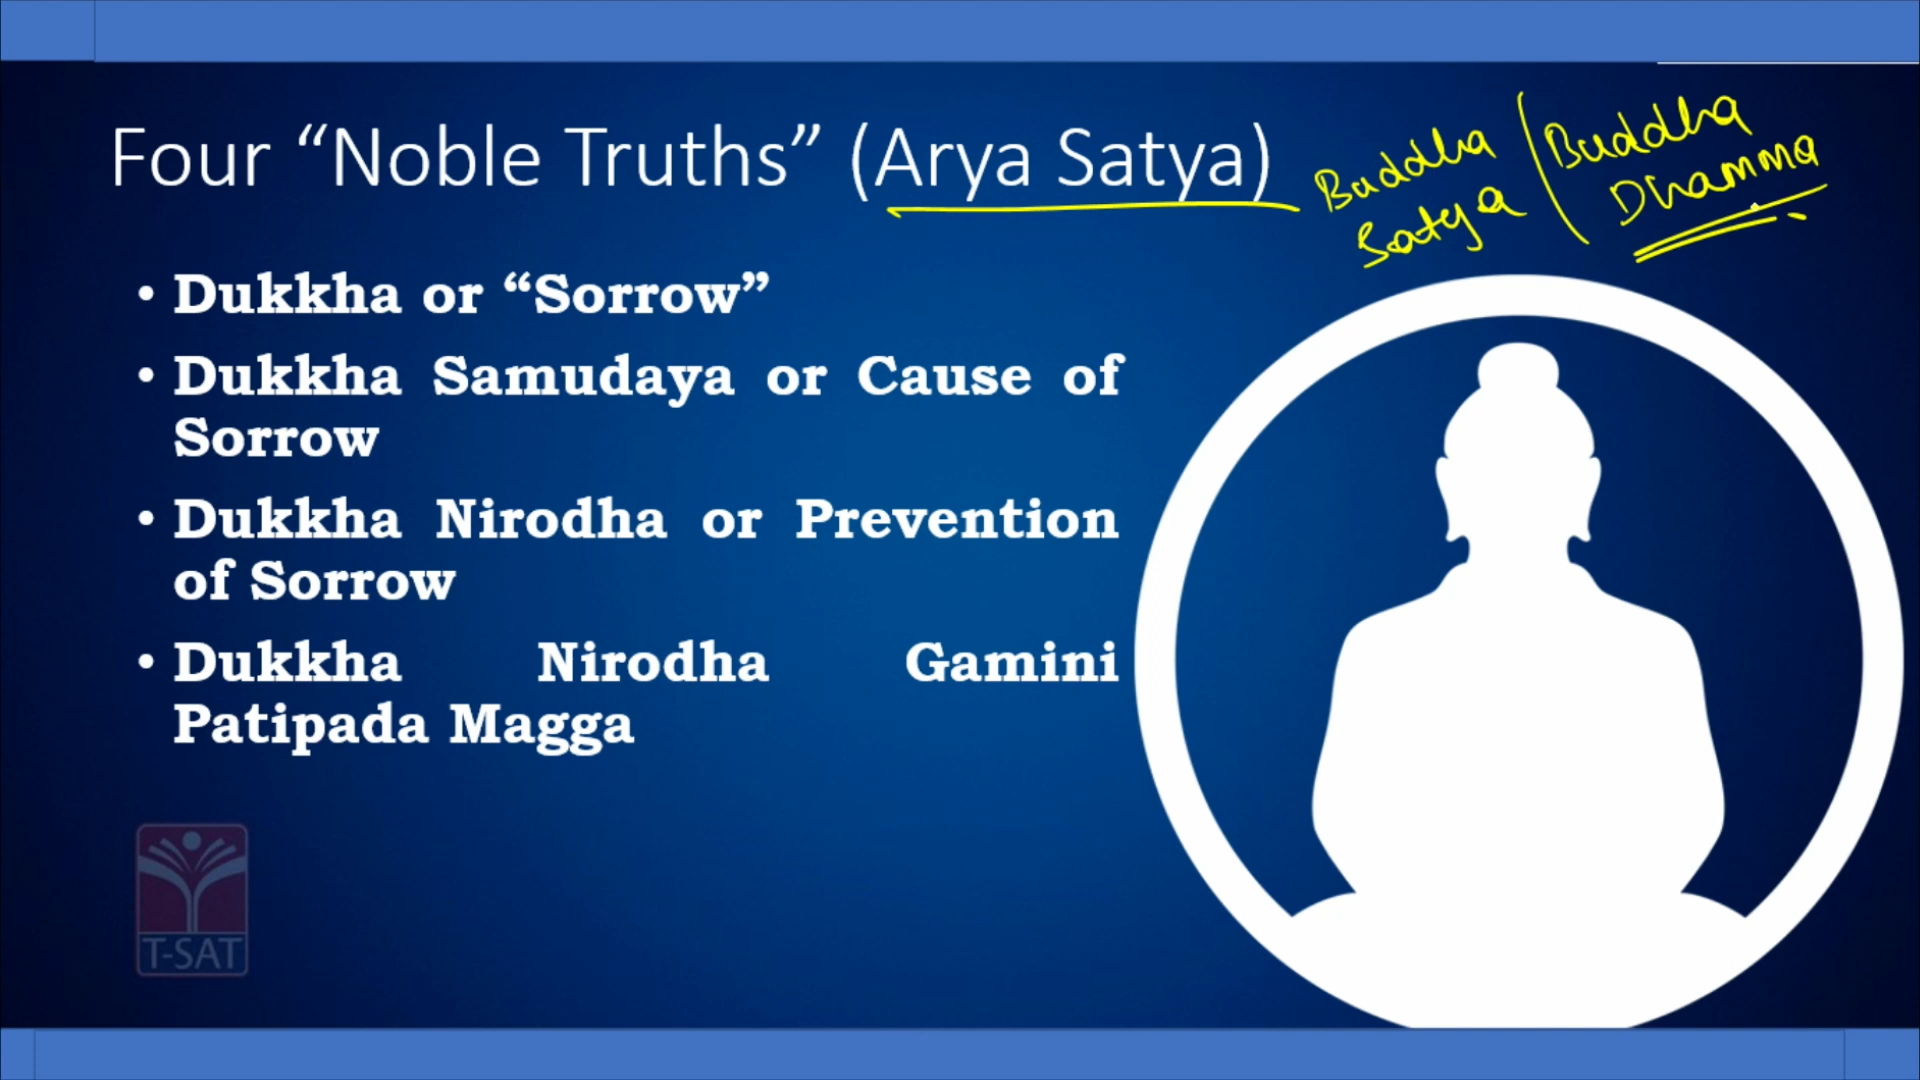 Four “Noble Truths” (Arya Satya)
Buddha
Satya
Buddha
Dhamma
• Dukkha or “Sorrow”
• Dukkha Samudaya or Cause of
Sorrow
• Dukkha Nirodha or Prevention
of Sorrow
• Dukkha Nirodha Gamini
Patipada Magga
T-SAT